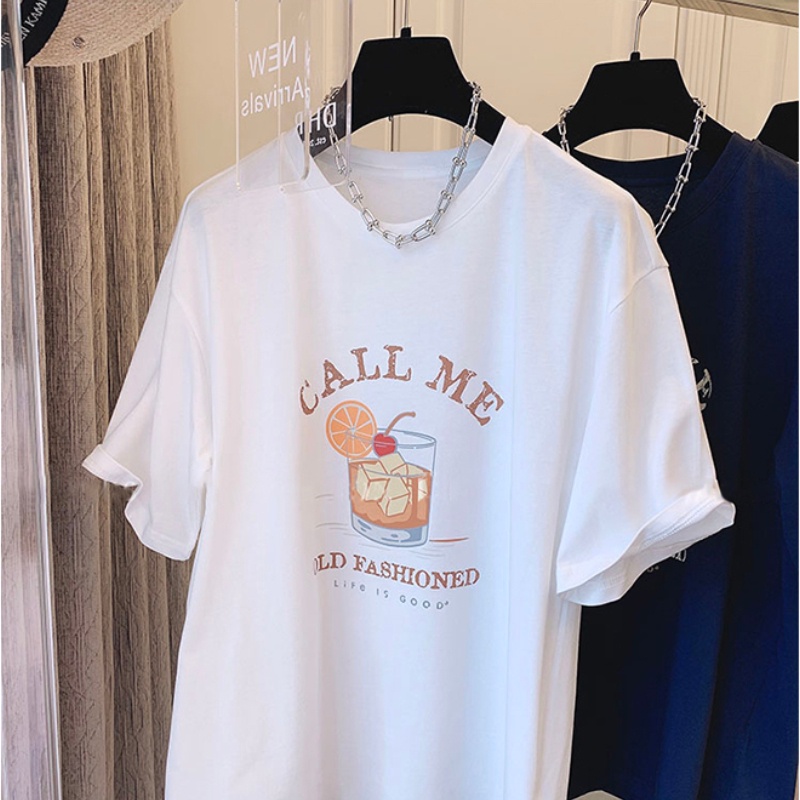 NEW
Arrivals
CALL ME
OLD FASHIONED
LIFE IS GOOD